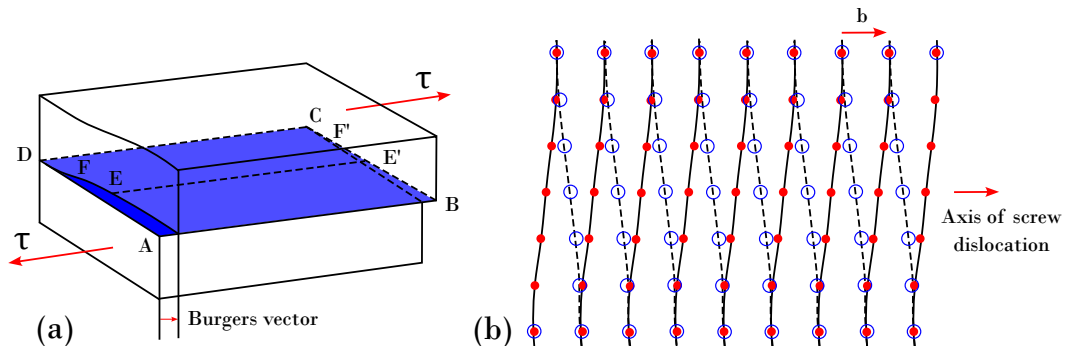 τ
C
F'
D
F
E'
E
B
A
τ
(a)
Burgers vector
b
Axis of screw
dislocation
(b)